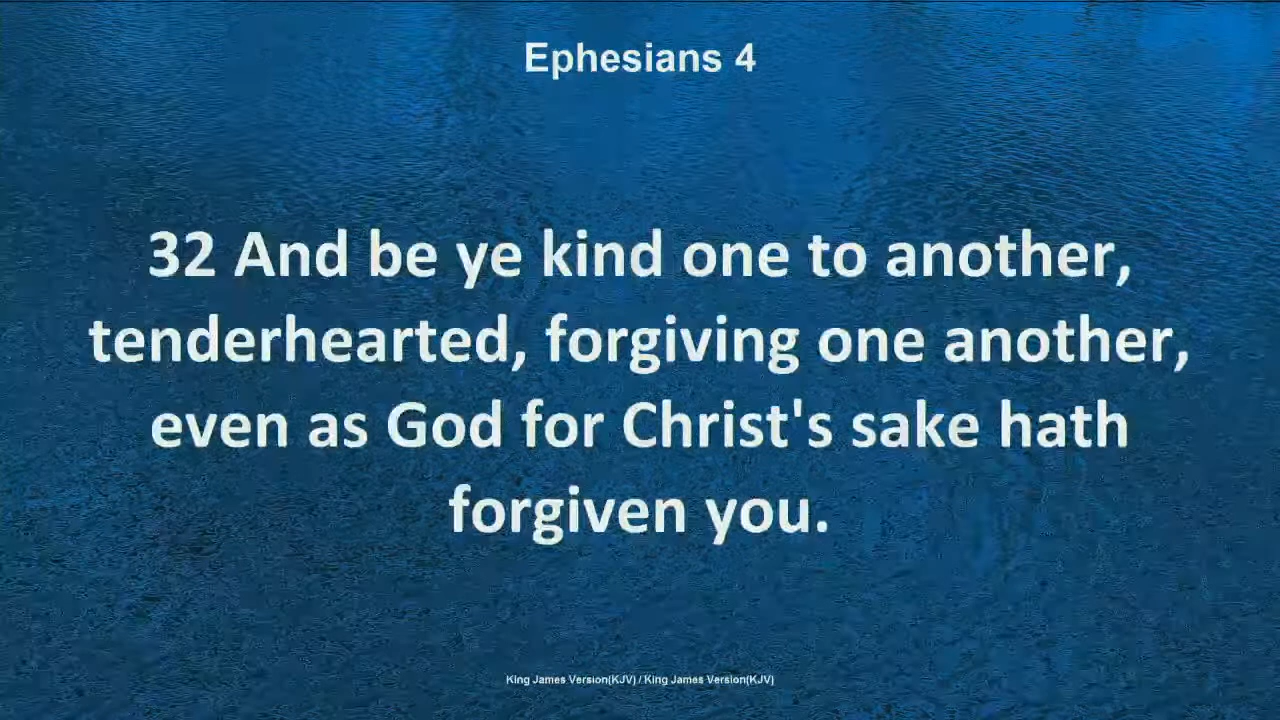 Ephesians 4
32 And be ye kind one to another,
tenderhearted, forgiving one another,
even as God for Christ's sake hath
forgiven you.
King James Version(KJV) / King James Version(KJV)